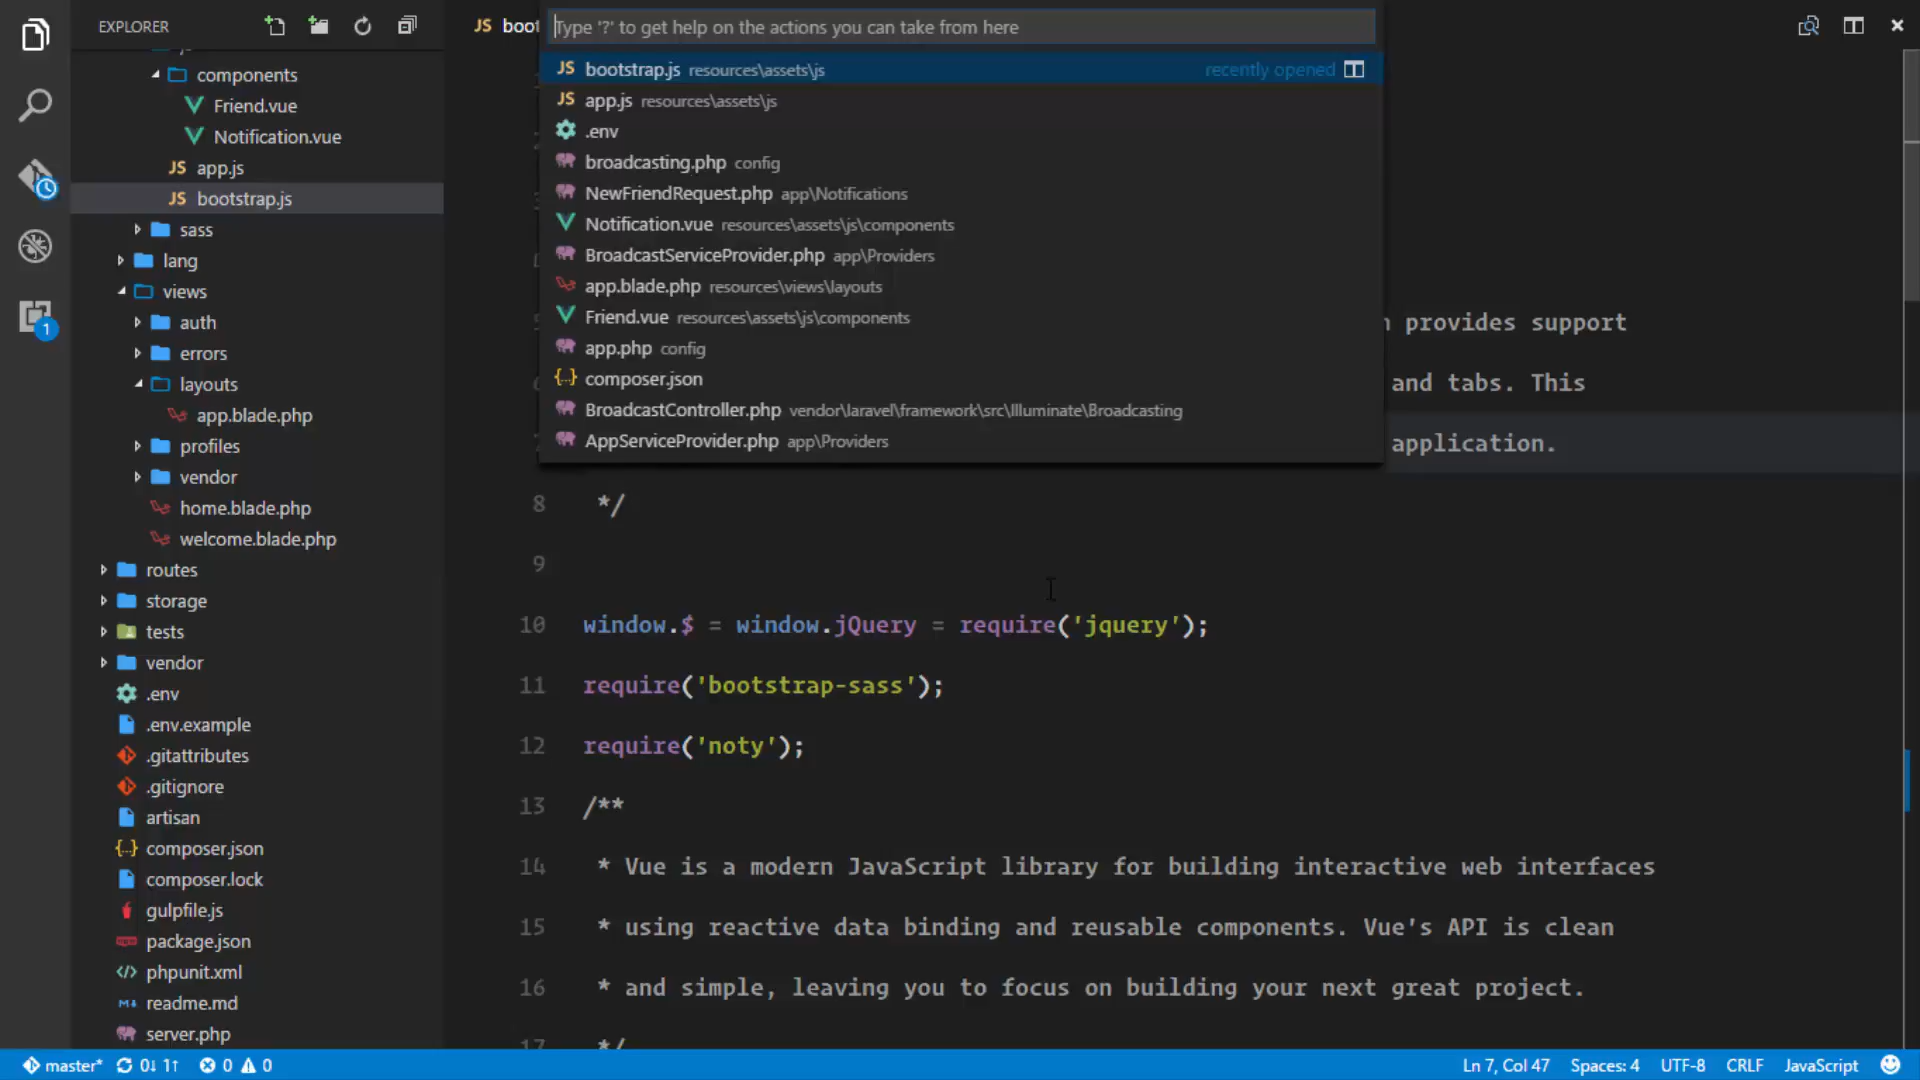 EXPLORER
components
Friend.vue
Notification.vue
JS app.js
JS bootstrap.js
sass
lang
views
auth
errors
layouts
app.blade.php
profiles
vendor
home.blade.php
welcome.blade.php
routes
storage
tests
vendor
.env
.env.example
.gitattributes
.gitignore
artisan
{..} composer.json
composer.lock
gulpfile.js
package.json
</> phpunit.xml
readme.md
server.php
1
JS boo
Type '?' to get help on the actions you can take from here
JS bootstrap.js resources\assets\js recently opened
JS app.js resources\assets\js
.env
broadcasting.php config
NewFriendRequest.php app\Notifications
Notification.vue resources\assets\js\components
BroadcastServiceProvider.php app\Providers
app.blade.php resources\views\layouts
Friend.vue resources\assets\js\components
app.php config
{..} composer.json
BroadcastController.php vendor\laravel\framework\src\Illuminate\Broadcasting
AppServiceProvider.php app\Providers
provides support
and tabs. This
application.
8 */
9
10 window.$ = window.jQuery = require('jquery');
11 require('bootstrap-sass');
12 require('noty');
13 /**
14 * Vue is a modern JavaScript library for building interactive web interfaces
15 * using reactive data binding and reusable components. Vue's API is clean
16 * and simple, leaving you to focus on building your next great project.
17 */
master* 0↓ 1↑ 0 0
Ln 7, Col 47 Spaces: 4 UTF-8 CRLF JavaScript